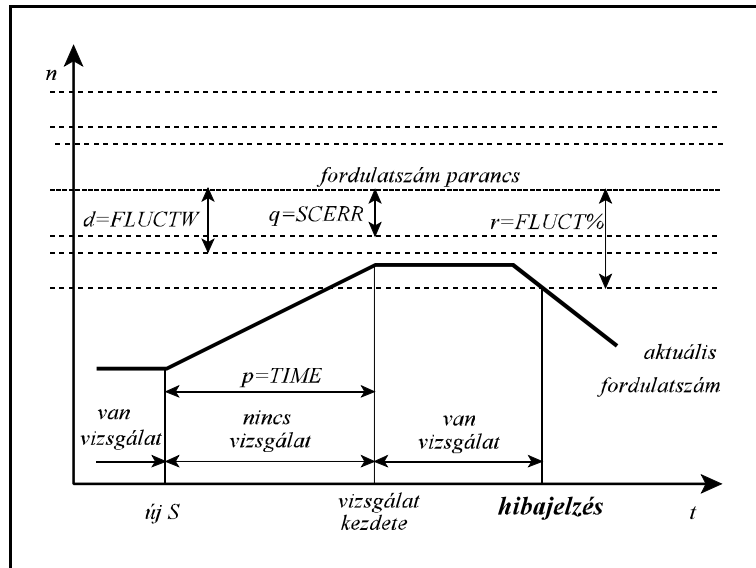 n
fordulatszám parancs
d=FLUCTW
q=SCERR
r=FLUCT%
aktuális
fordulatszám
p=TIME
van
vizsgálat
nincs
vizsgálat
van
vizsgálat
új S
vizsgálat
kezdete
hibajelzés
t